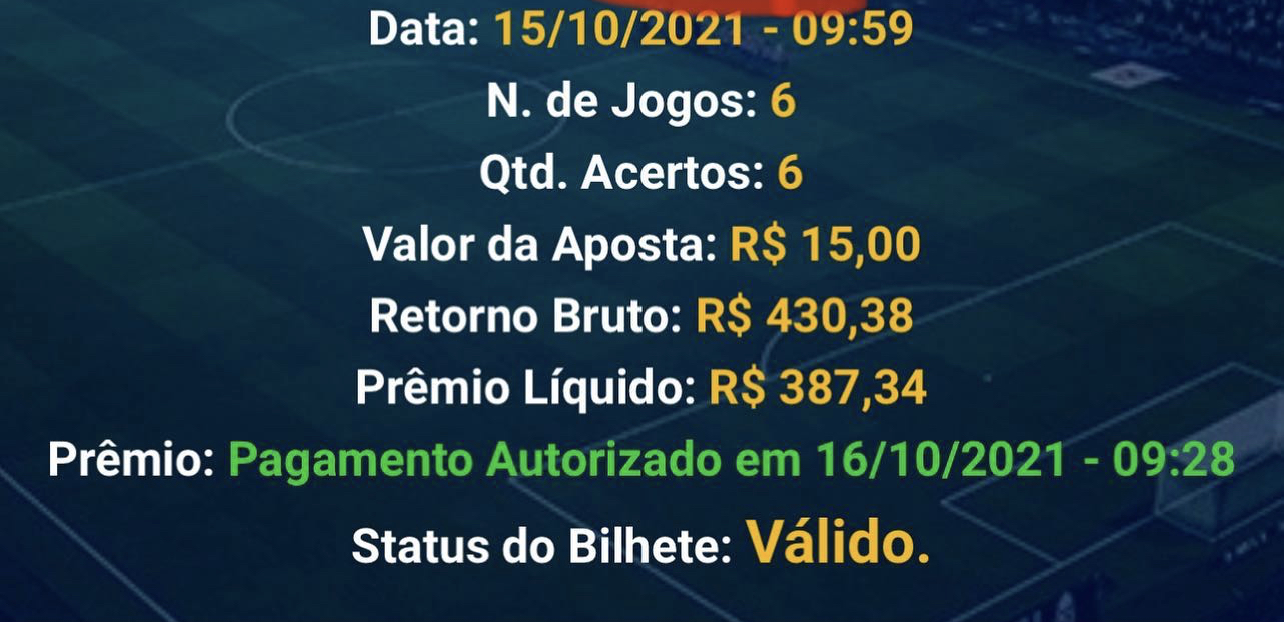 Data: 15/10/2021 - 09:59
N. de Jogos: 6
Qtd. Acertos: 6
Valor da Aposta: R$ 15,00
Retorno Bruto: R$ 430,38
Prêmio Líquido: R$ 387,34
Prêmio: Pagamento Autorizado em 16/10/2021 - 09:28
Status do Bilhete: Válido.